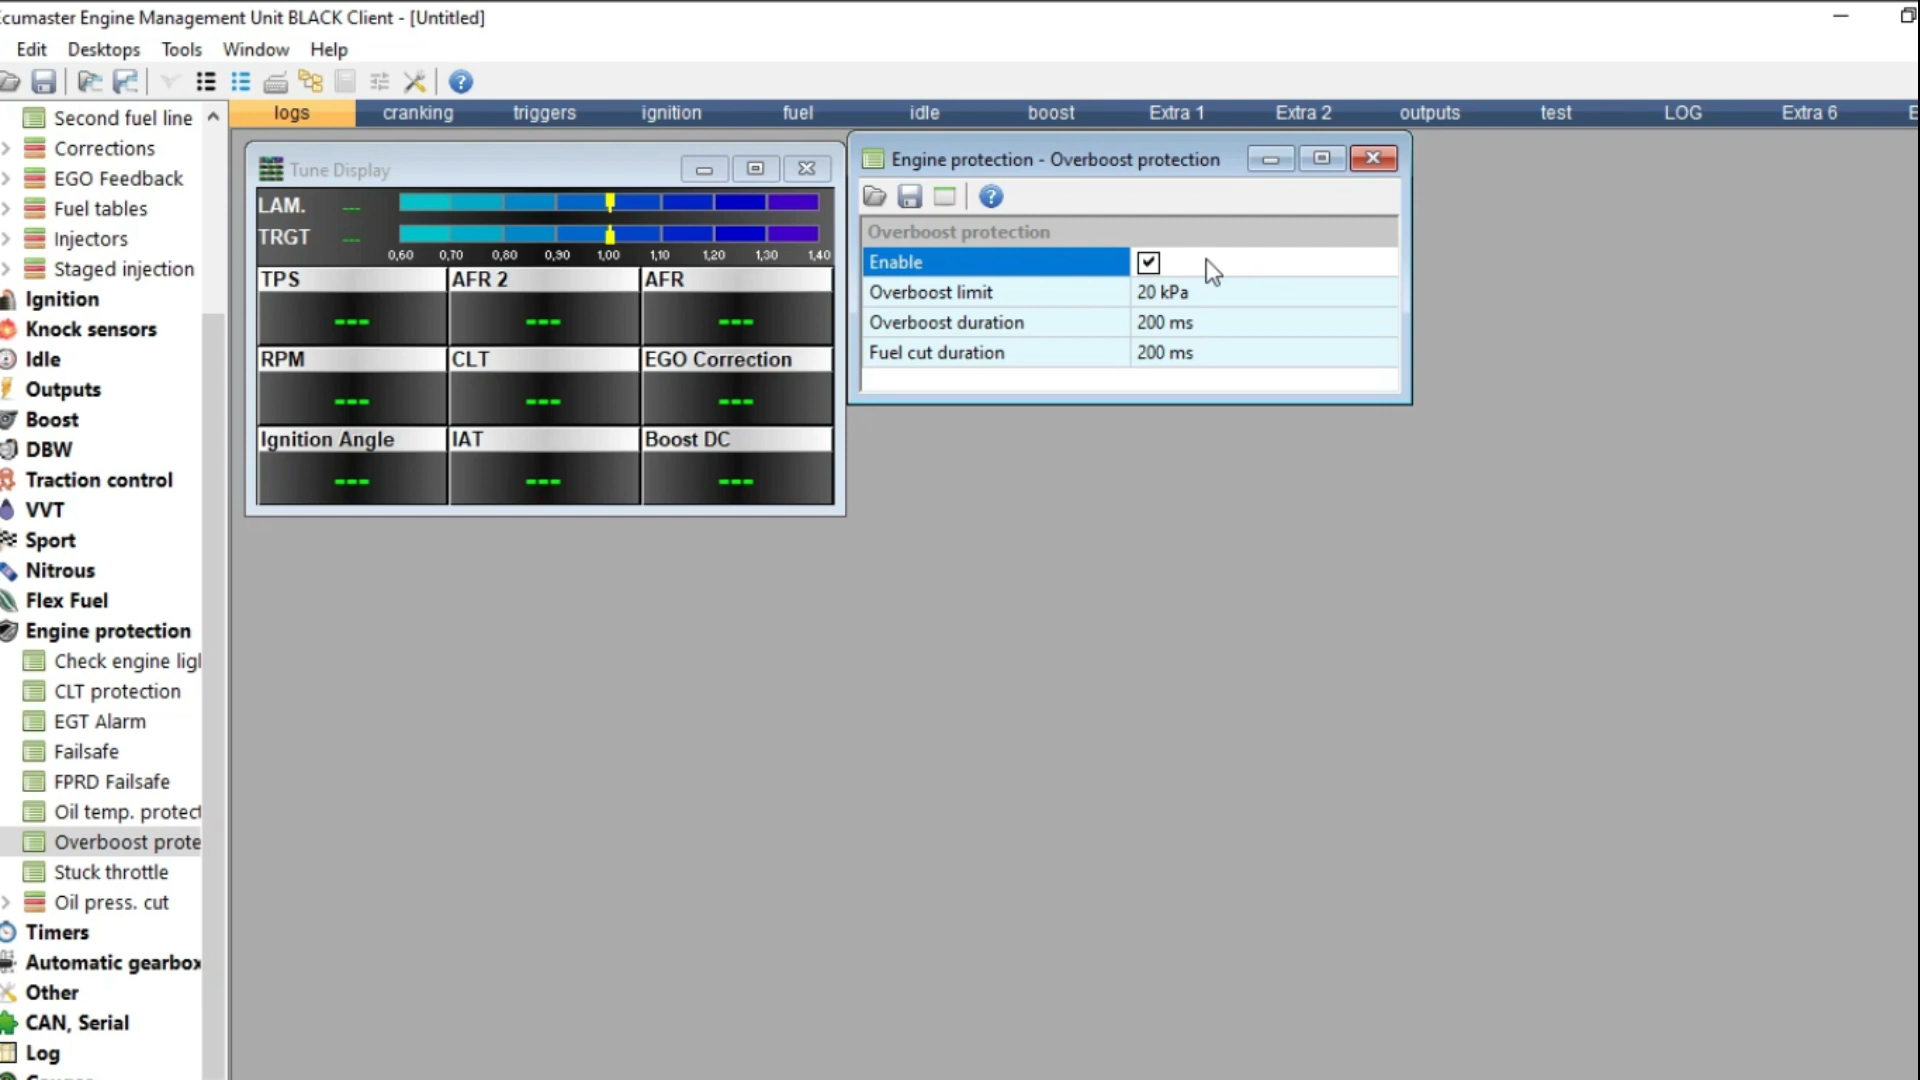 cumaster Engine Management Unit BLACK Client - [Untitled]
Edit Desktops Tools Window Help
logs cranking triggers ignition fuel idle boost Extra 1 Extra 2 outputs test LOG Extra 6 E
Second fuel line
Corrections
EGO Feedback
Fuel tables
Injectors
Staged injection
Ignition
Knock sensors
Idle
Outputs
Boost
DBW
Traction control
VVT
Sport
Nitrous
Flex Fuel
Engine protection
Check engine ligh
CLT protection
EGT Alarm
Failsafe
FPRD Failsafe
Oil temp. protect
Overboost prote
Stuck throttle
Oil press. cut
Timers
Automatic gearbox
Other
CAN, Serial
Log
Tune Display
LAM. ---
TRGT ---
0,60 0,70 0,80 0,90 1,00 1,10 1,20 1,30 1,40
TPS AFR 2 AFR
--- --- ---
RPM CLT EGO Correction
--- --- ---
Ignition Angle IAT Boost DC
--- --- ---
Engine protection - Overboost protection
Overboost protection
Enable
Overboost limit 20 kPa
Overboost duration 200 ms
Fuel cut duration 200 ms